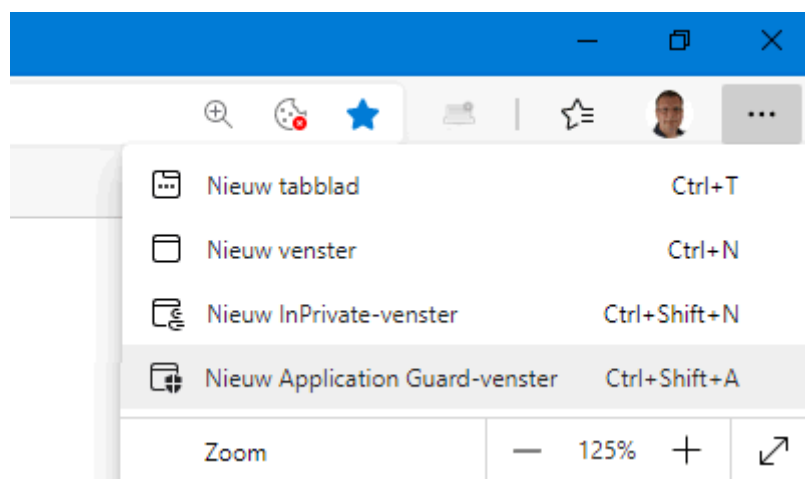 Nieuw tabblad Ctrl+T
Nieuw venster Ctrl+N
Nieuw InPrivate-venster Ctrl+Shift+N
Nieuw Application Guard-venster Ctrl+Shift+A
Zoom 125%